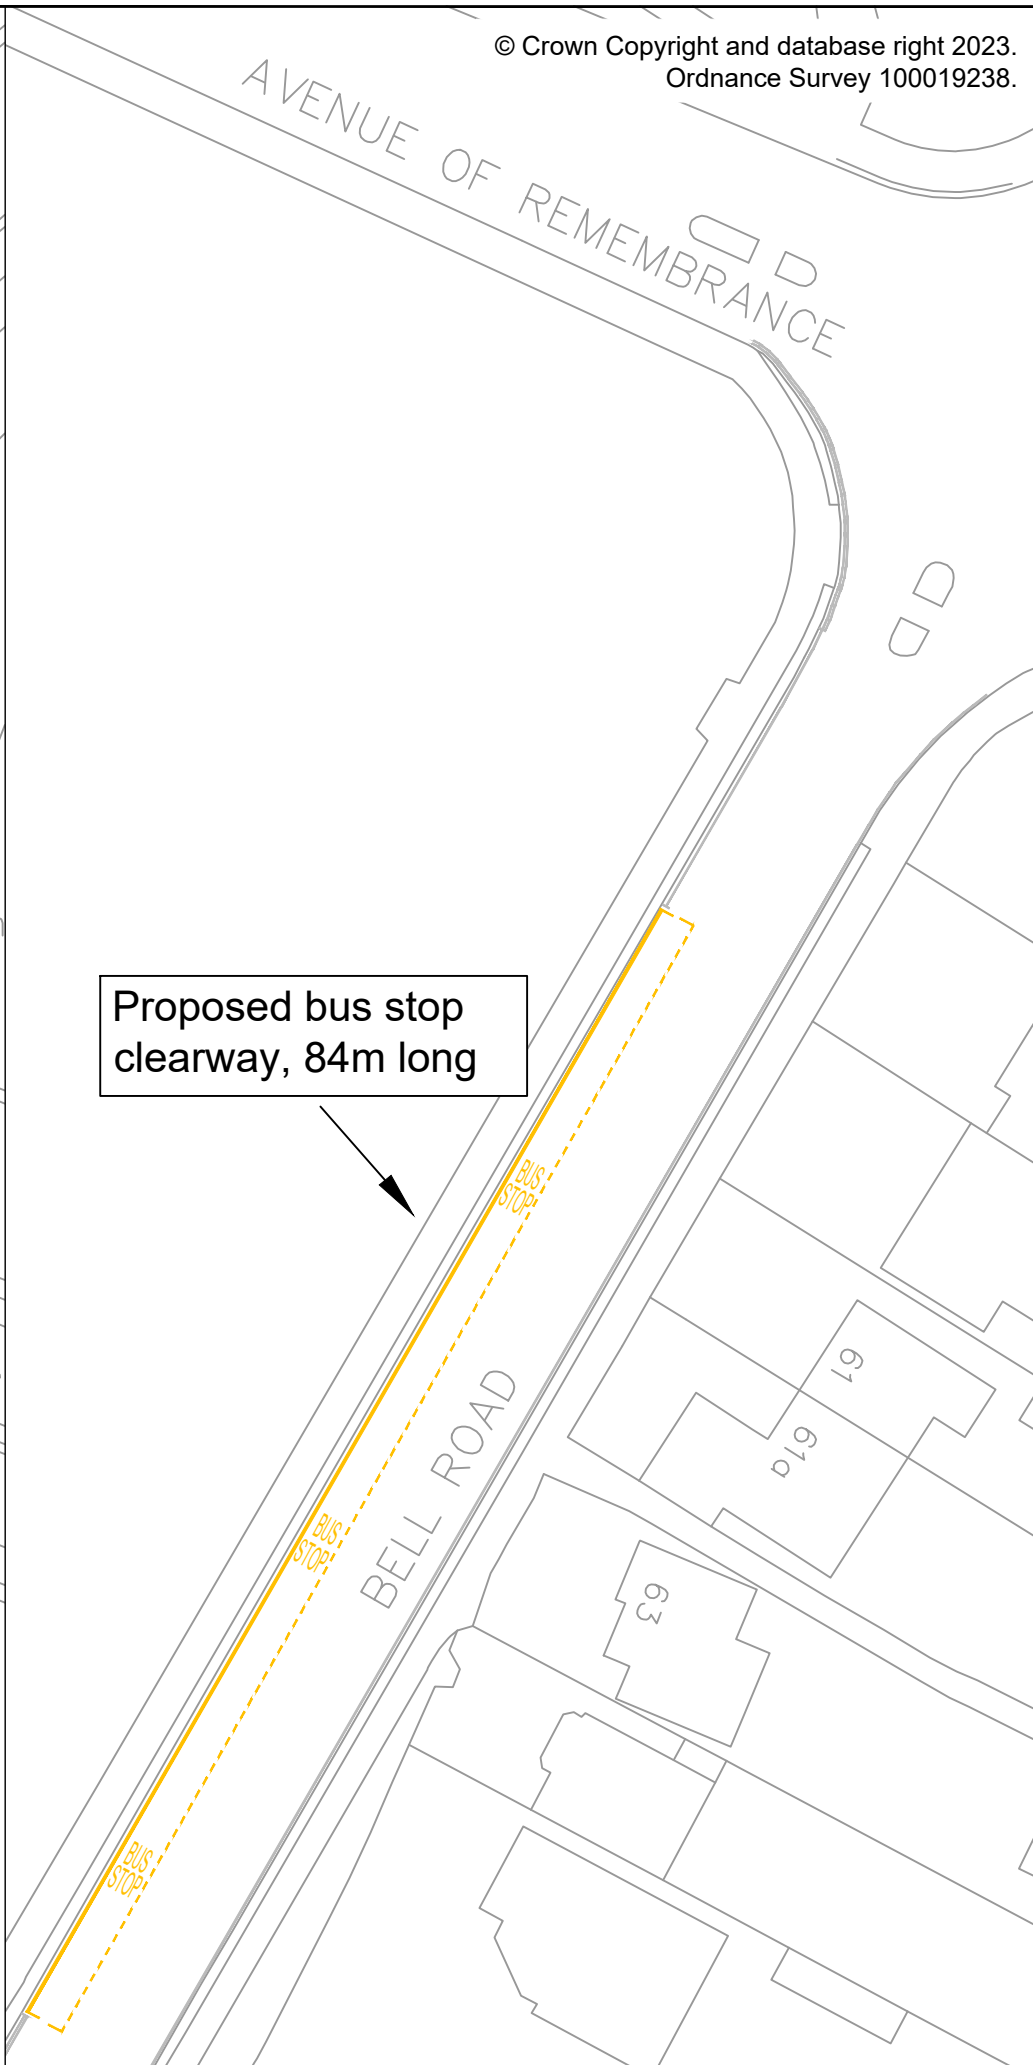 © Crown Copyright and database right 2023.
Ordnance Survey 100019238.
AVENUE OF REMEMBRANCE
Proposed bus stop
clearway, 84m long
BUS
STOP
61
61a
BELL ROAD
BUS
STOP
63
BUS
STOP